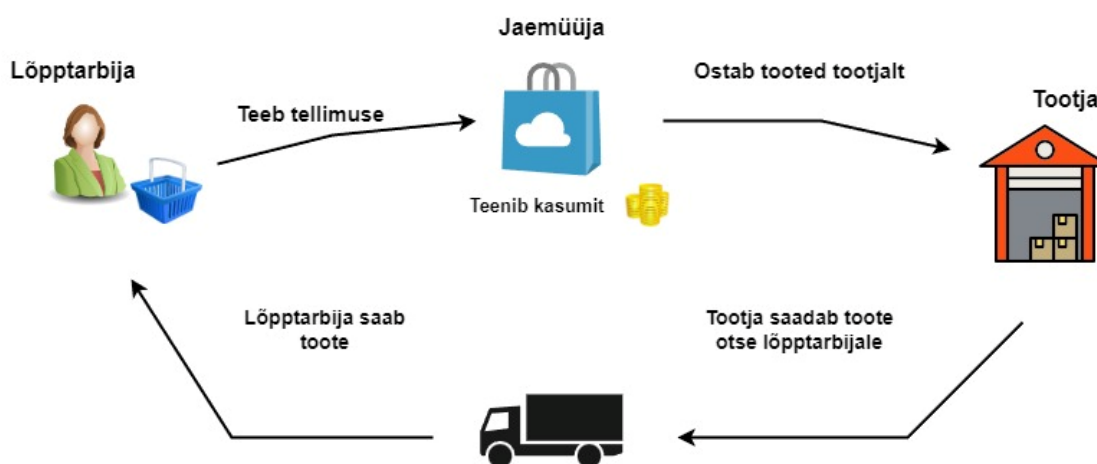 Jaemüüja
Lõpptarbija
Ostab tooted tootjalt
Teeb tellimuse
Tootja
Teenib kasumit
Lõpptarbija saab
toote
Tootja saadab toote
otse lõpptarbijale